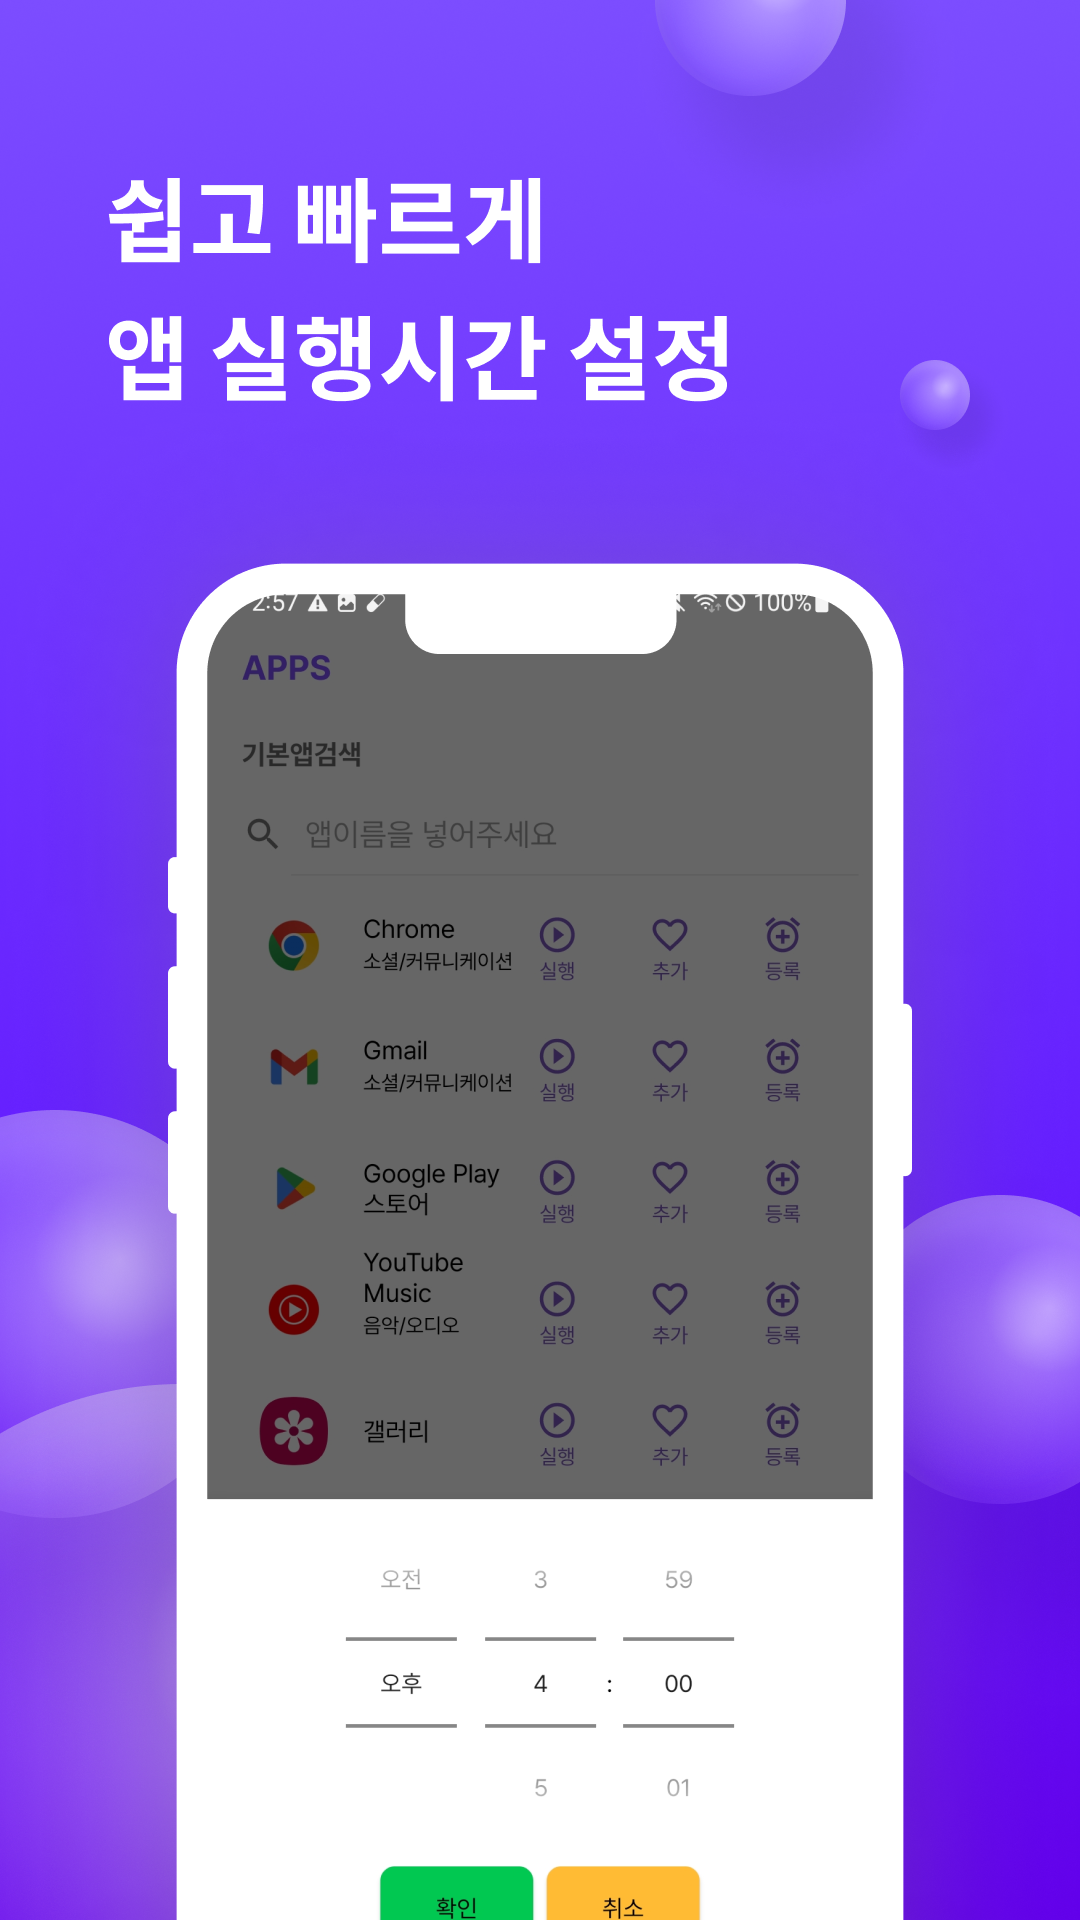 쉽고 빠르게
앱 실행시간 설정
2:57 100%
APPS
기본앱검색
앱이름을 넣어주세요
Chrome
소셜/커뮤니케이션
실행 추가 등록
Gmail
소셜/커뮤니케이션
실행 추가 등록
Google Play
스토어
실행 추가 등록
YouTube
Music
음악/오디오
실행 추가 등록
갤러리
실행 추가 등록
오전 3 59
오후 4 : 00
5 01
확인 취소